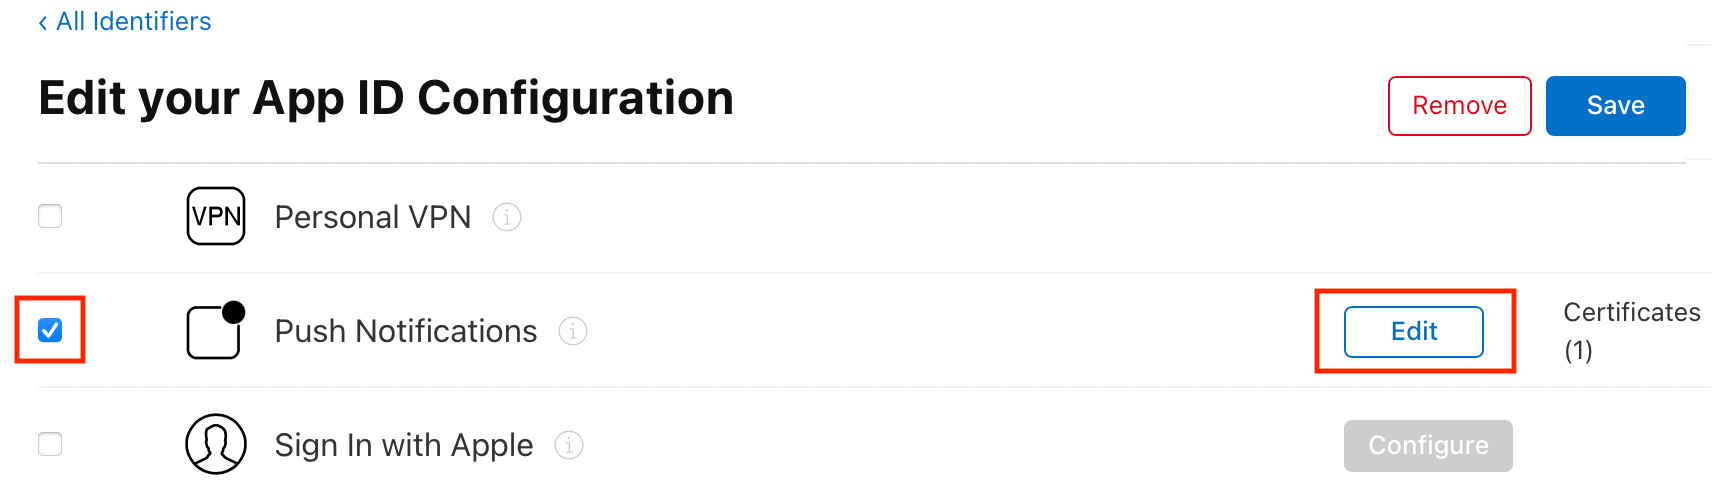 ‹ All Identifiers
Edit your App ID Configuration
Remove
Save
VPN
Personal VPN
i
Push Notifications
i
Edit
Certificates
(1)
Sign In with Apple
i
Configure